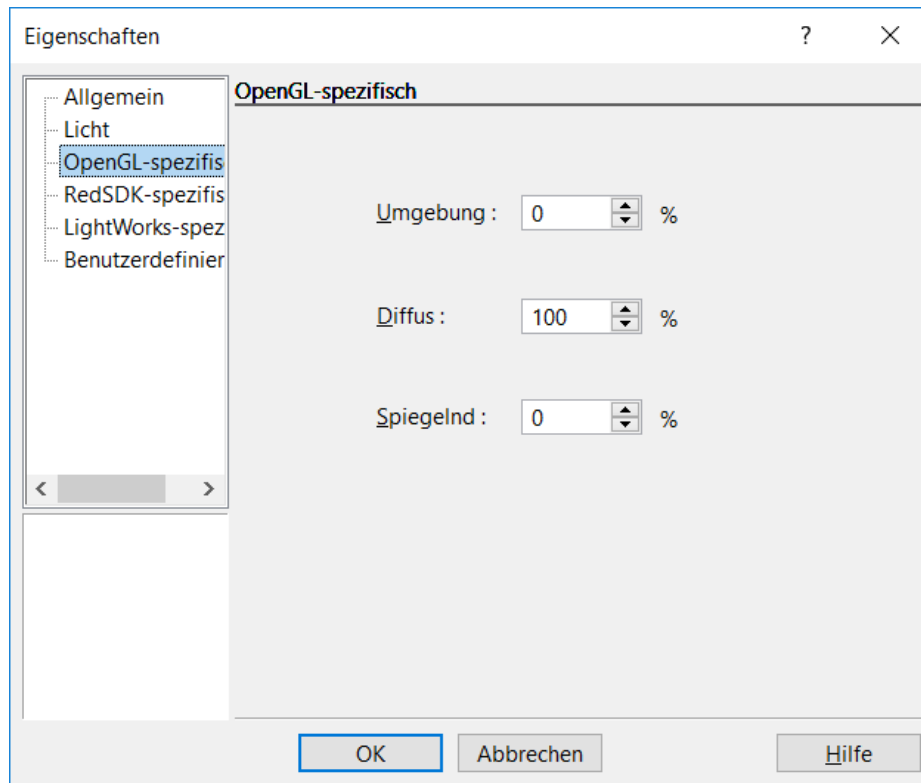 Eigenschaften
?
Allgemein
Licht
OpenGL-spezifis
RedSDK-spezifis
LightWorks-spez
Benutzerdefinier
OpenGL-spezifisch
Umgebung : 0 %
Diffus : 100 %
Spiegelnd : 0 %
OK Abbrechen Hilfe